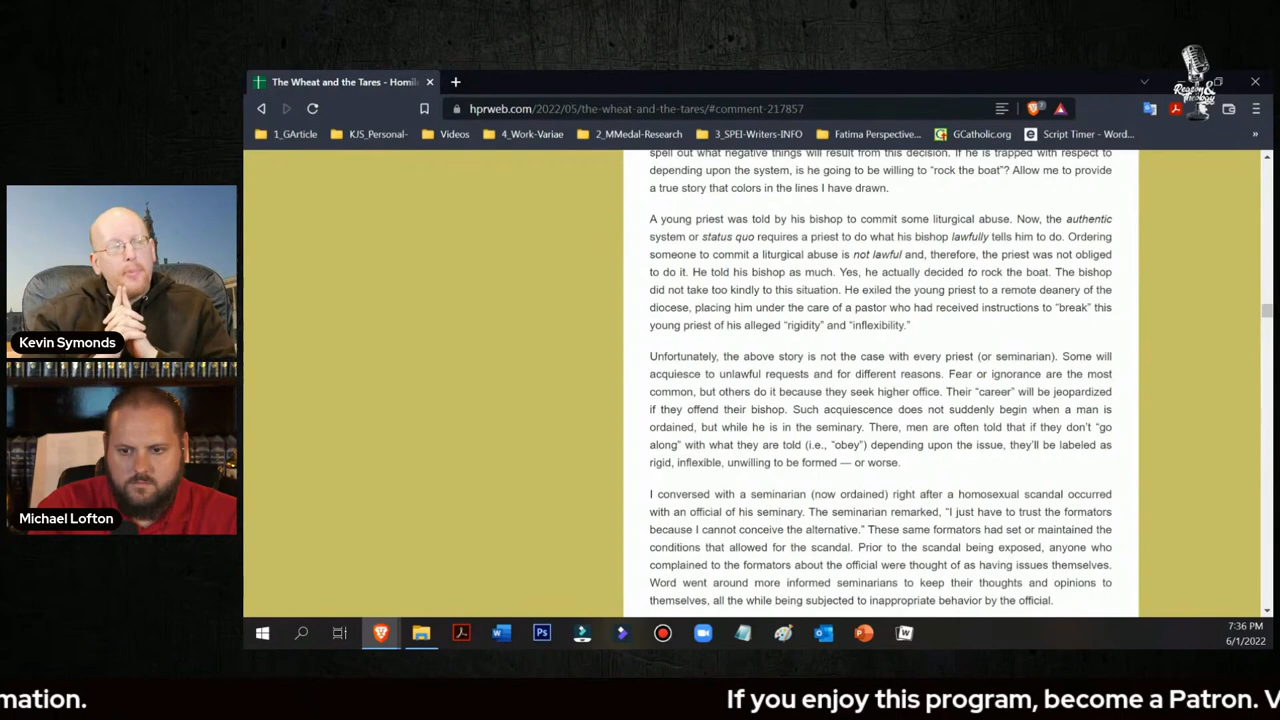 Reason &
Theology
The Wheat and the Tares - Homil
hprweb.com/2022/05/the-wheat-and-the-tares/#comment-217857
1_GArticle
KJS_Personal-
Videos
4_Work-Variae
2_MMedal-Research
3_SPEI-Writers-INFO
Fatima Perspective...
GCatholic.org
Script Timer - Word...
»
spell out what negative things will result from this decision. If he is trapped with respect to
depending upon the system, is he going to be willing to “rock the boat”? Allow me to provide
a true story that colors in the lines I have drawn.
A young priest was told by his bishop to commit some liturgical abuse. Now, the authentic
system or status quo requires a priest to do what his bishop lawfully tells him to do. Ordering
someone to commit a liturgical abuse is not lawful and, therefore, the priest was not obliged
to do it. He told his bishop as much. Yes, he actually decided to rock the boat. The bishop
did not take too kindly to this situation. He exiled the young priest to a remote deanery of the
diocese, placing him under the care of a pastor who had received instructions to “break” this
young priest of his alleged “rigidity” and “inflexibility.”
Unfortunately, the above story is not the case with every priest (or seminarian). Some will
acquiesce to unlawful requests and for different reasons. Fear or ignorance are the most
common, but others do it because they seek higher office. Their “career” will be jeopardized
if they offend their bishop. Such acquiescence does not suddenly begin when a man is
ordained, but while he is in the seminary. There, men are often told that if they don’t “go
along” with what they are told (i.e., “obey”) depending upon the issue, they’ll be labeled as
rigid, inflexible, unwilling to be formed — or worse.
I conversed with a seminarian (now ordained) right after a homosexual scandal occurred
with an official of his seminary. The seminarian remarked, “I just have to trust the formators
because I cannot conceive the alternative.” These same formators had set or maintained the
conditions that allowed for the scandal. Prior to the scandal being exposed, anyone who
complained to the formators about the official were thought of as having issues themselves.
Word went around more informed seminarians to keep their thoughts and opinions to
themselves, all the while being subjected to inappropriate behavior by the official.
Kevin Symonds
Michael Lofton
7:36 PM
6/1/2022
mation.
If you enjoy this program, become a Patron. V